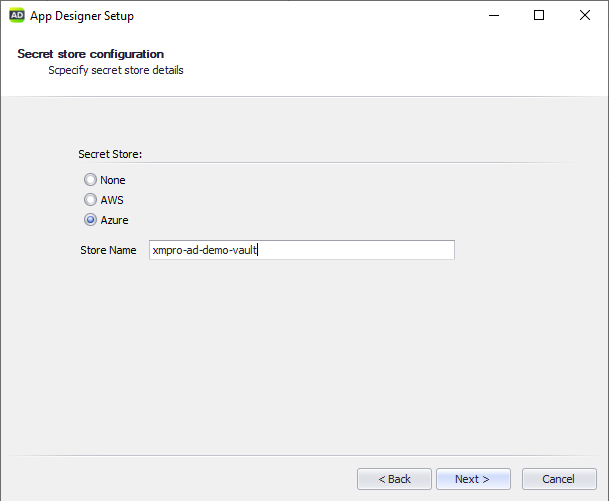 AD App Designer Setup
Secret store configuration
Scpecify secret store details
Secret Store:
None
AWS
Azure
Store Name xmpro-ad-demo-vault
< Back Next > Cancel